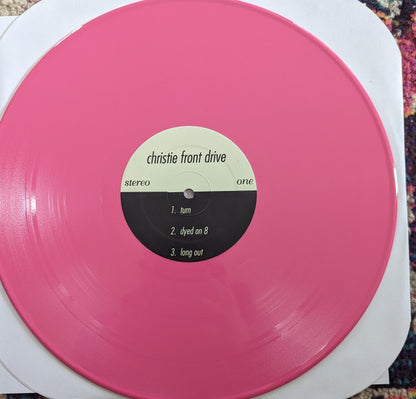 christie front drive
stereo one
1. turn
2. dyed on 8
3. long out